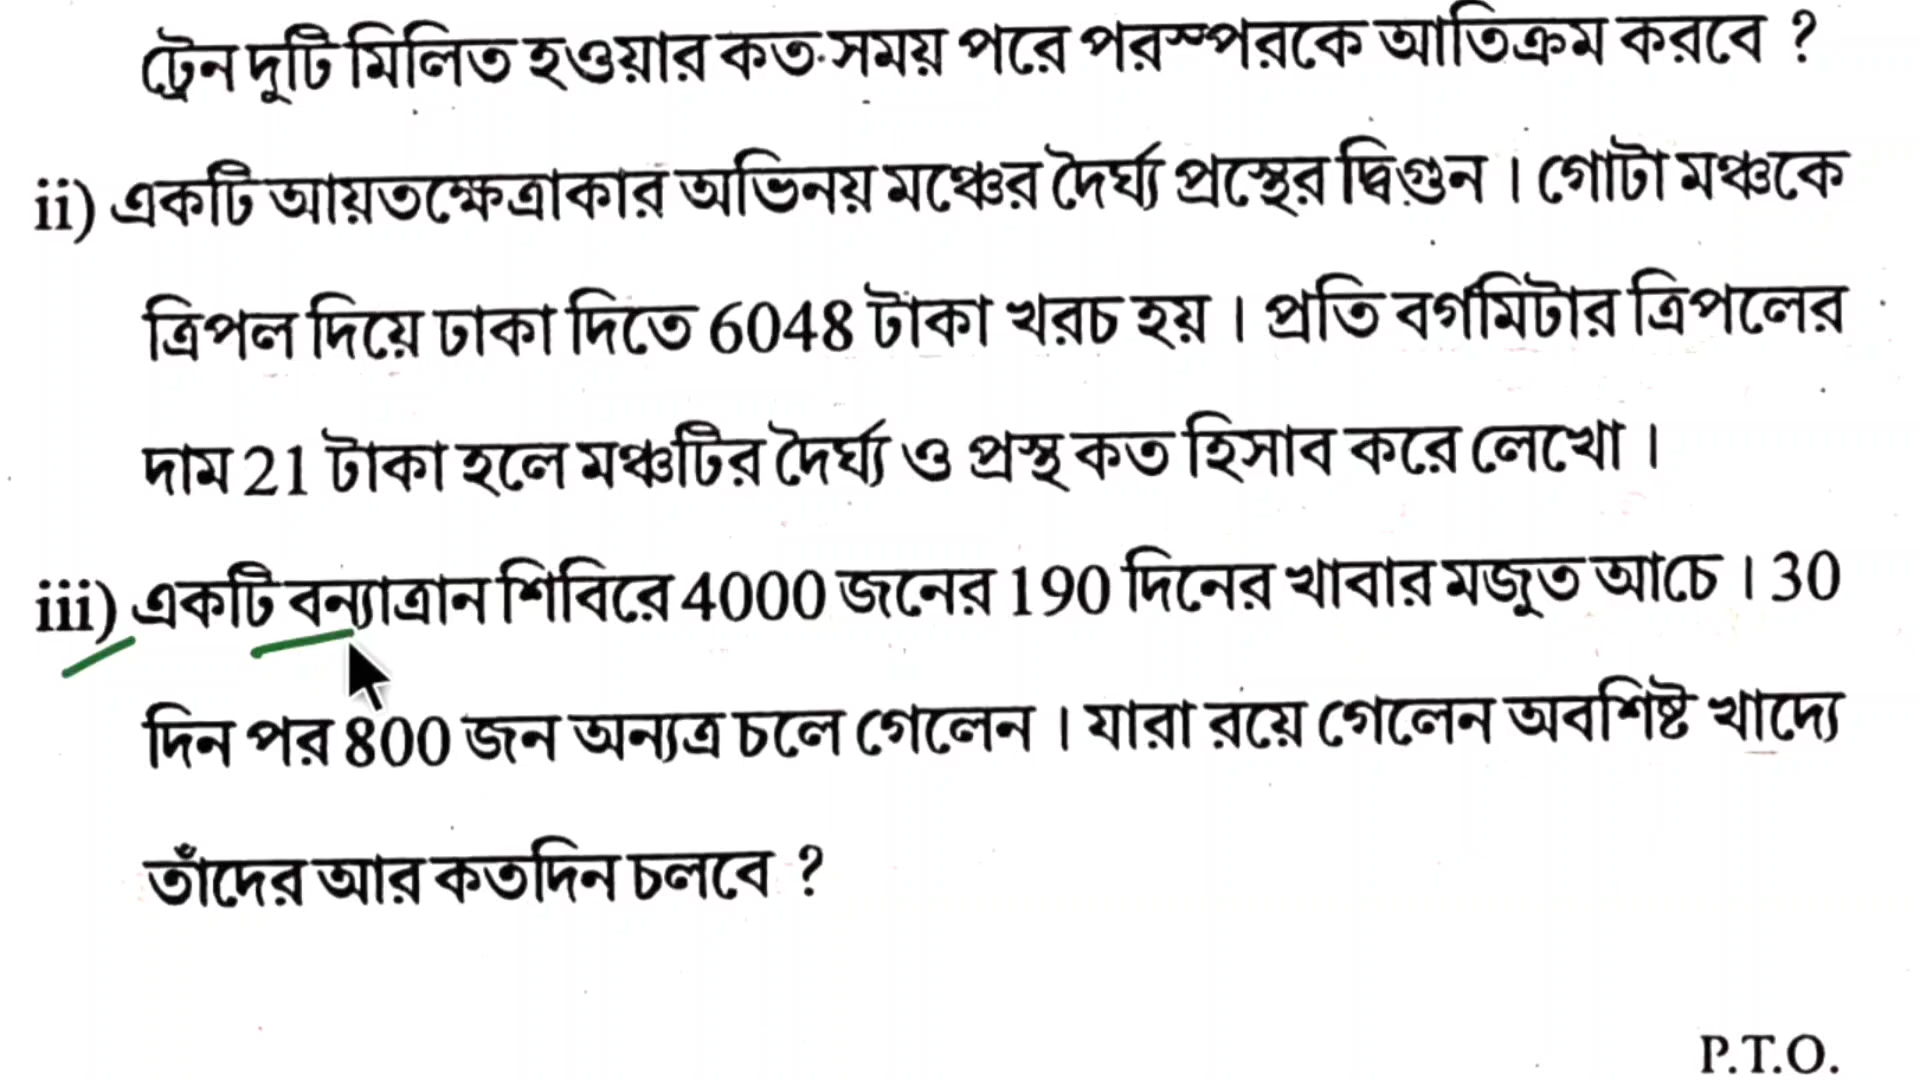 ট্রেন দুটি মিলিত হওয়ার কত সময় পরে পরস্পরকে আতিক্রম করবে ?
ii) একটি আয়তক্ষেত্রাকার অভিনয় মঞ্চের দৈর্ঘ্য প্রস্থের দ্বিগুন । গোটা মঞ্চকে
ত্রিপল দিয়ে ঢাকা দিতে 6048 টাকা খরচ হয় । প্রতি বর্গমিটার ত্রিপলের
দাম 21 টাকা হলে মঞ্চটির দৈর্ঘ্য ও প্রস্থ কত হিসাব করে লেখো ।
iii) একটি বন্যাত্রান শিবিরে 4000 জনের 190 দিনের খাবার মজুত আচে । 30
দিন পর 800 জন অন্যত্র চলে গেলেন । যারা রয়ে গেলেন অবশিষ্ট খাদ্যে
তাঁদের আর কতদিন চলবে ?
P.T.O.